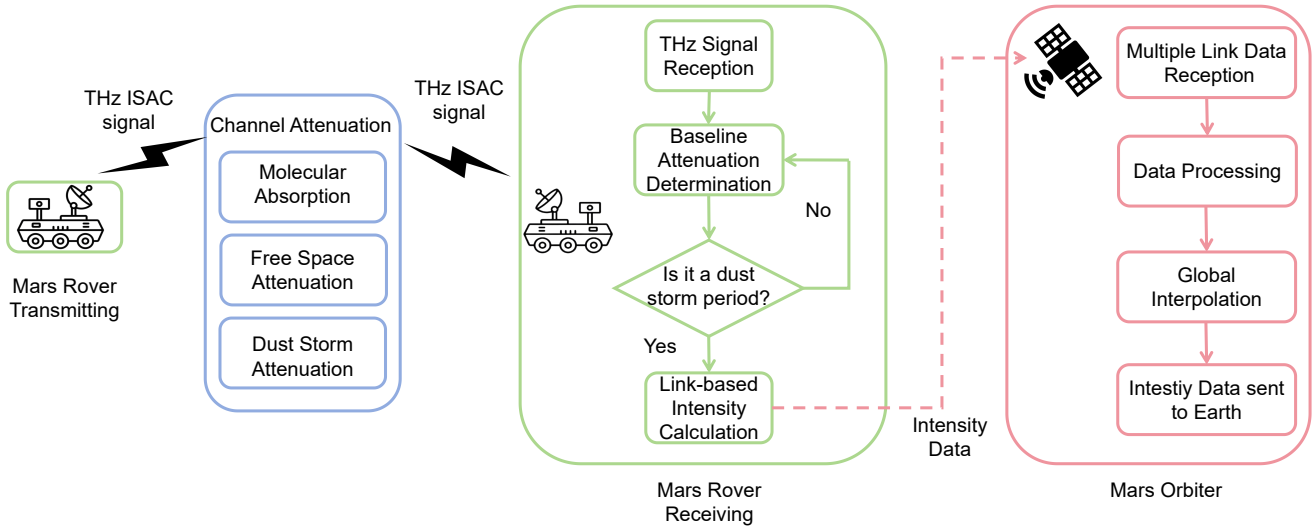 THz ISAC
signal
Mars Rover
Transmitting
Channel Attenuation
Molecular
Absorption
Free Space
Attenuation
Dust Storm
Attenuation
THz ISAC
signal
THz Signal
Reception
Baseline
Attenuation
Determination
No
Is it a dust
storm period?
Yes
Link-based
Intensity
Calculation
Mars Rover
Receiving
Intensity
Data
Multiple Link Data
Reception
Data Processing
Global
Interpolation
Intestiy Data sent
to Earth
Mars Orbiter